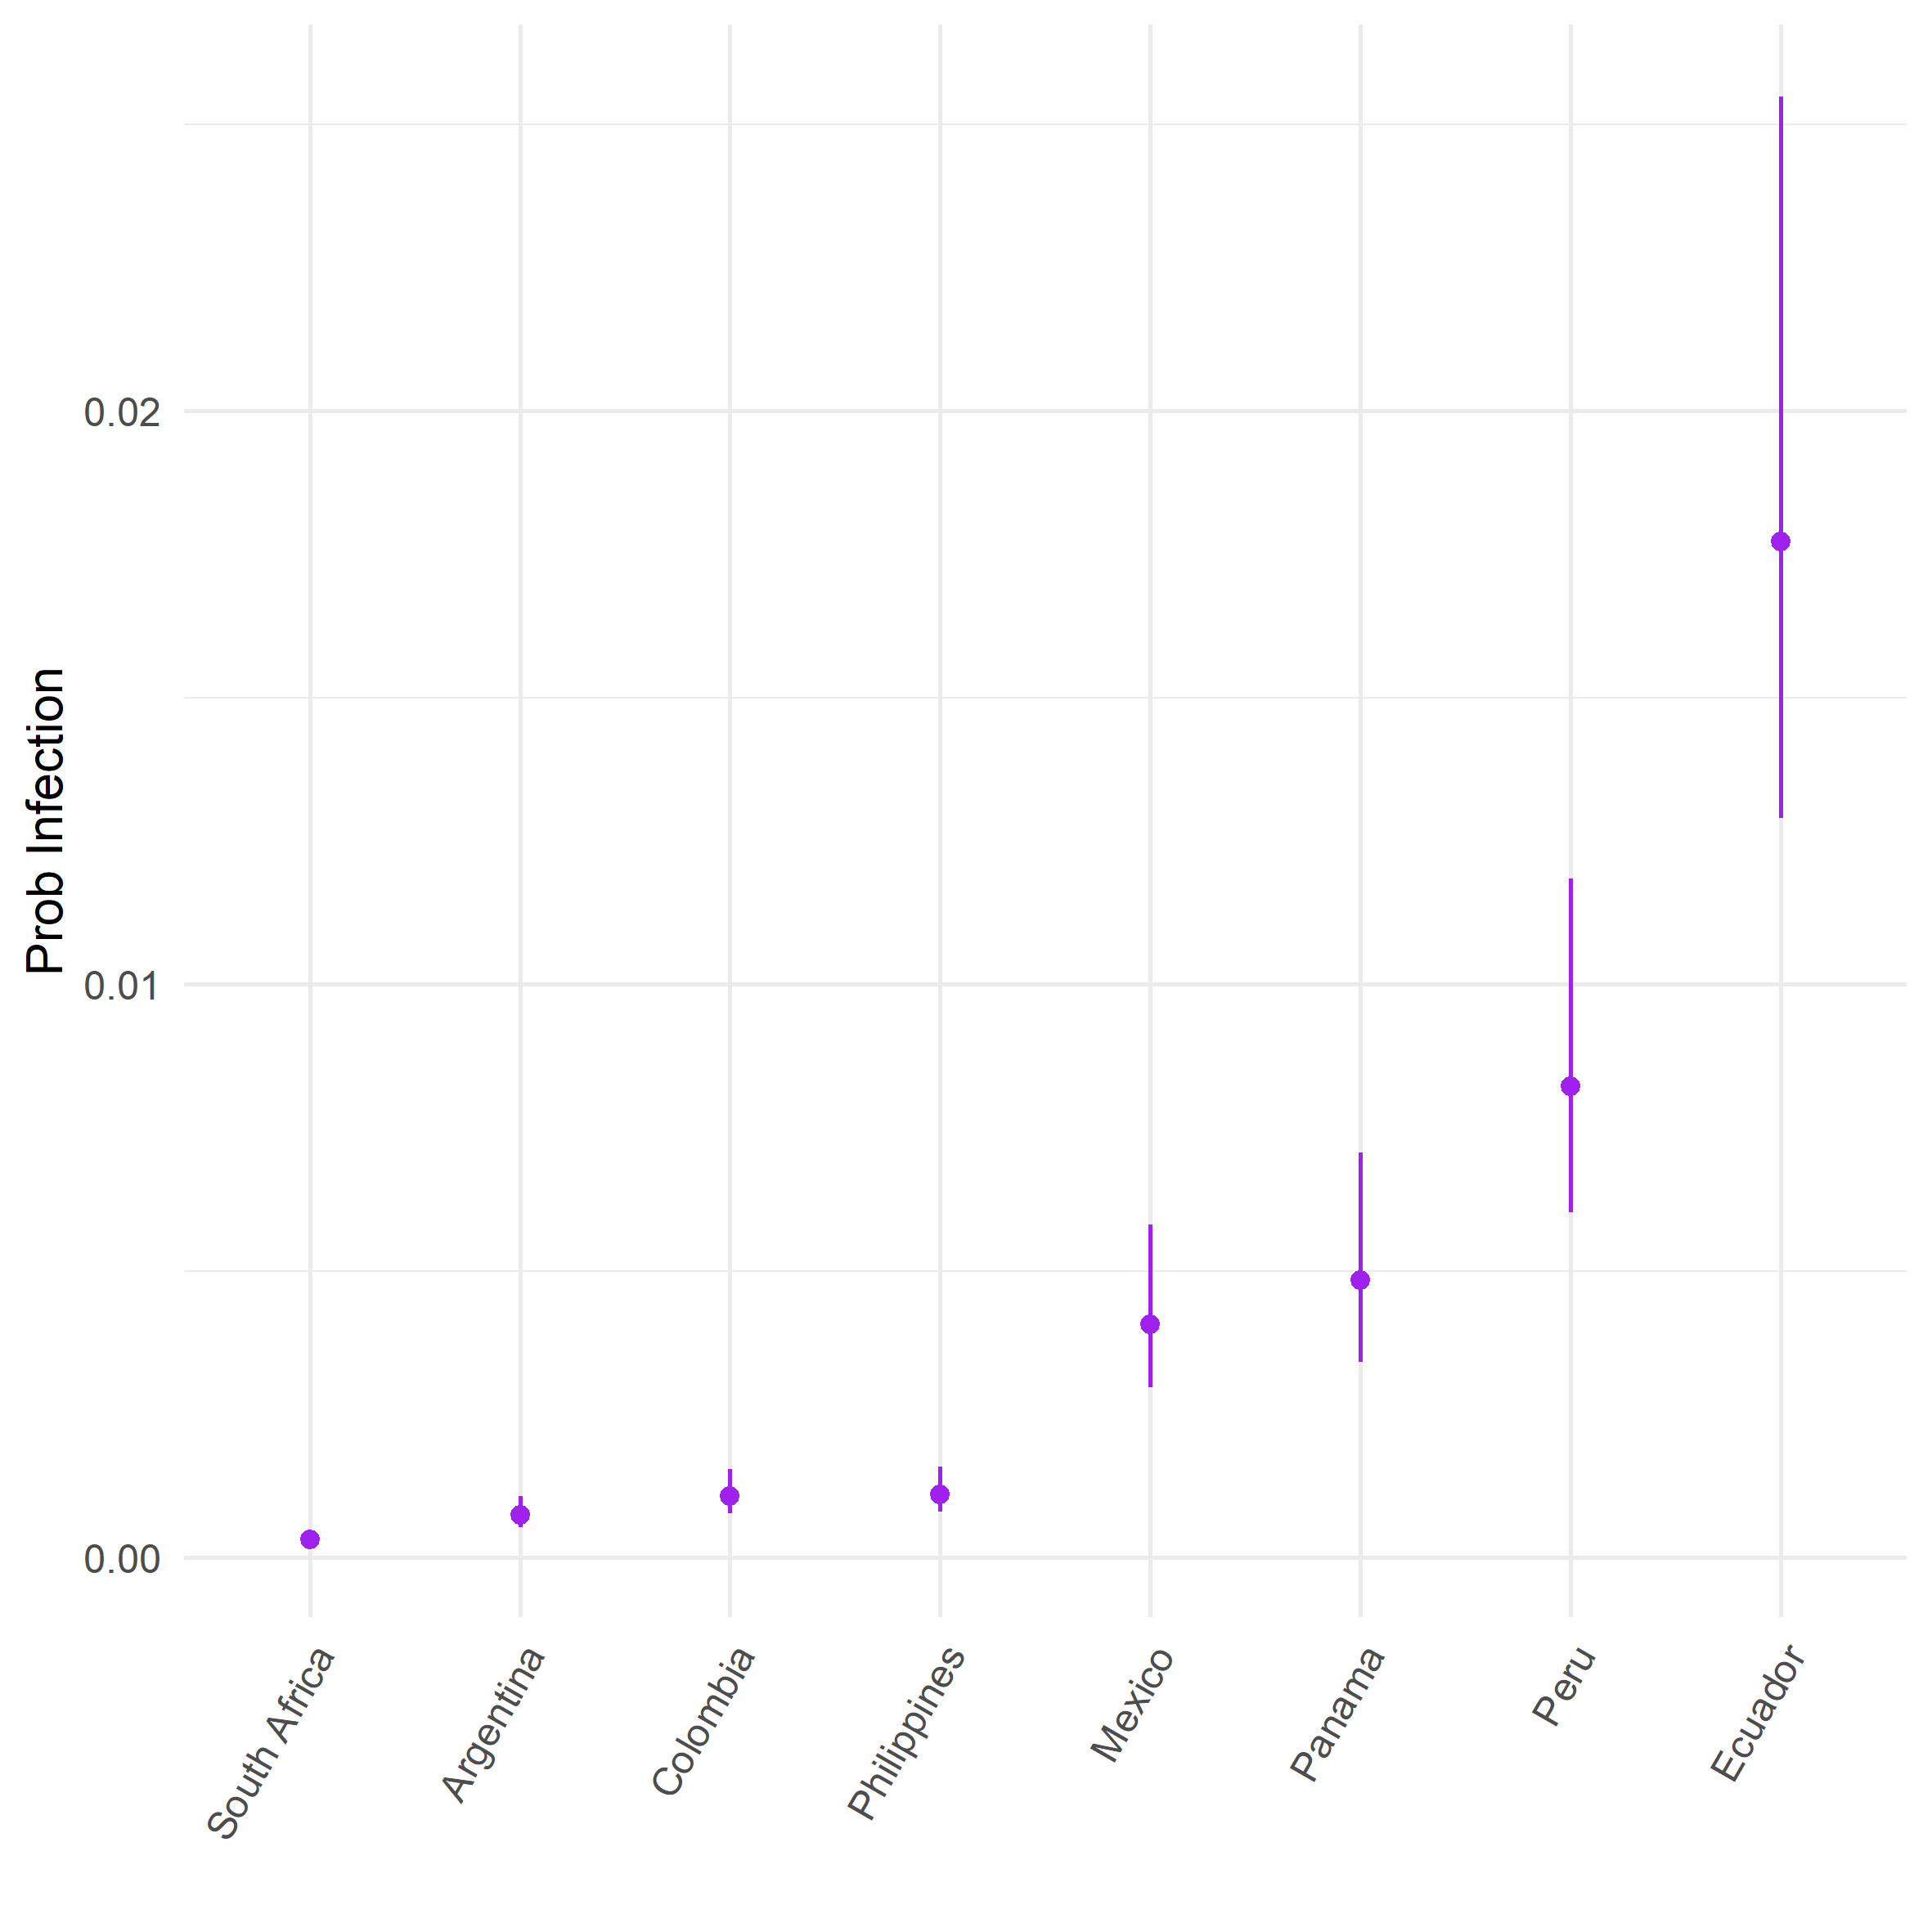 Prob Infection
0.02
0.01
0.00
South Africa
Argentina
Colombia
Philippines
Mexico
Panama
Peru
Ecuador